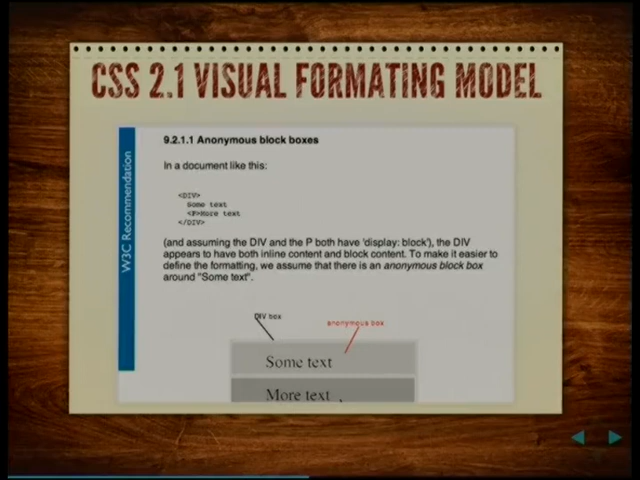 CSS 2.1 VISUAL FORMATING MODEL
W3C Recommendation
9.2.1.1 Anonymous block boxes
In a document like this:
<DIV>
Some text
<P>More text
</DIV>
(and assuming the DIV and the P both have 'display: block'), the DIV
appears to have both inline content and block content. To make it easier to
define the formatting, we assume that there is an anonymous block box
around "Some text".
DIV box
anonymous box
Some text
More text